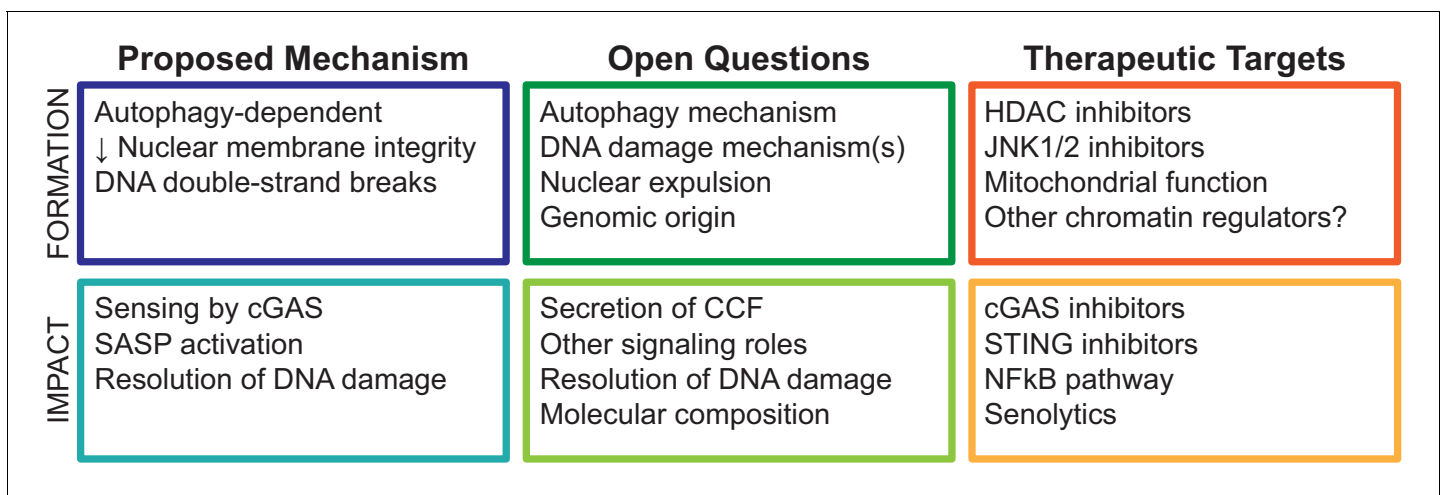 Proposed Mechanism
Open Questions
Therapeutic Targets
FORMATION
Autophagy-dependent
↓ Nuclear membrane integrity
DNA double-strand breaks
Autophagy mechanism
DNA damage mechanism(s)
Nuclear expulsion
Genomic origin
HDAC inhibitors
JNK1/2 inhibitors
Mitochondrial function
Other chromatin regulators?
IMPACT
Sensing by cGAS
SASP activation
Resolution of DNA damage
Secretion of CCF
Other signaling roles
Resolution of DNA damage
Molecular composition
cGAS inhibitors
STING inhibitors
NFkB pathway
Senolytics